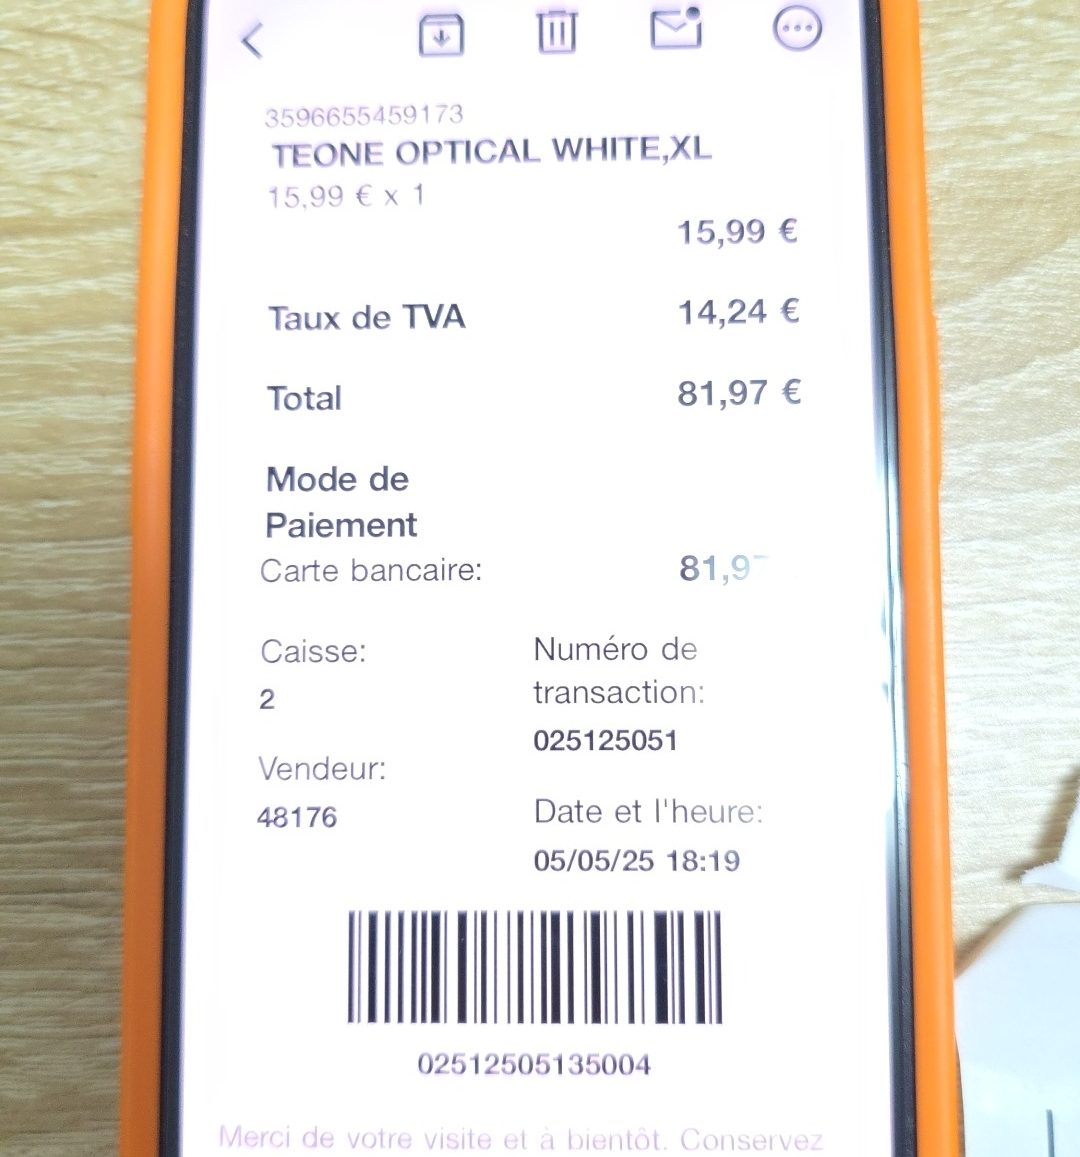 3596655459173
TEONE OPTICAL WHITE,XL
15,99 € x 1
15,99 €
Taux de TVA 14,24 €
Total 81,97 €
Mode de
Paiement
Carte bancaire: 81,9
Caisse:
2
Numéro de
transaction:
025125051
Vendeur:
48176
Date et l'heure:
05/05/25 18:19
02512505135004
Merci de votre visite et à bientôt. Conservez